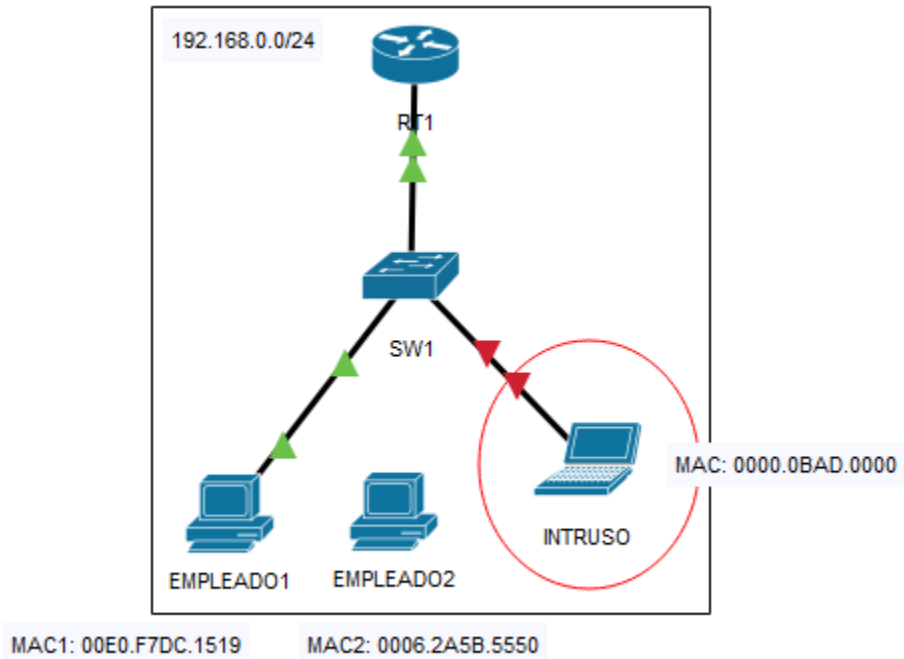 192.168.0.0/24
RT1
SW1
MAC: 0000.0BAD.0000
INTRUSO
EMPLEADO1
EMPLEADO2
MAC1: 00E0.F7DC.1519
MAC2: 0006.2A5B.5550